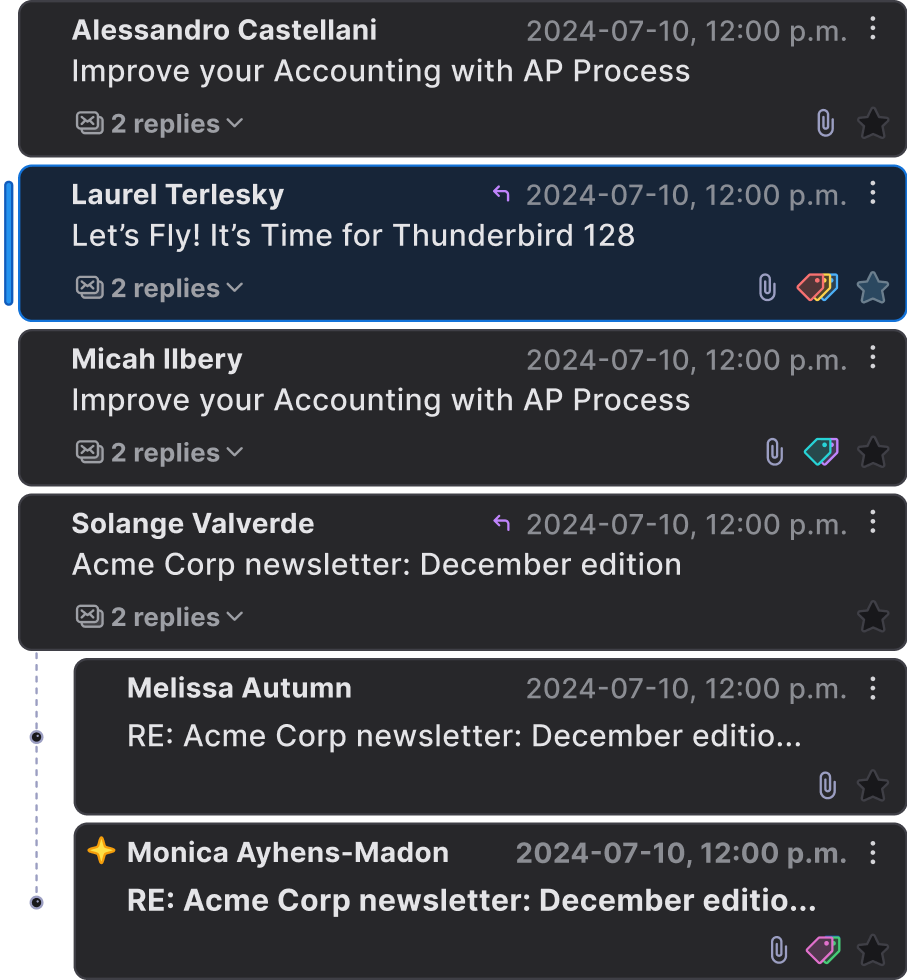 Alessandro Castellani 2024-07-10, 12:00 p.m.
Improve your Accounting with AP Process
2 replies
Laurel Terlesky 2024-07-10, 12:00 p.m.
Let’s Fly! It’s Time for Thunderbird 128
2 replies
Micah Ilbery 2024-07-10, 12:00 p.m.
Improve your Accounting with AP Process
2 replies
Solange Valverde 2024-07-10, 12:00 p.m.
Acme Corp newsletter: December edition
2 replies
Melissa Autumn 2024-07-10, 12:00 p.m.
RE: Acme Corp newsletter: December editio...
Monica Ayhens-Madon 2024-07-10, 12:00 p.m.
RE: Acme Corp newsletter: December editio...